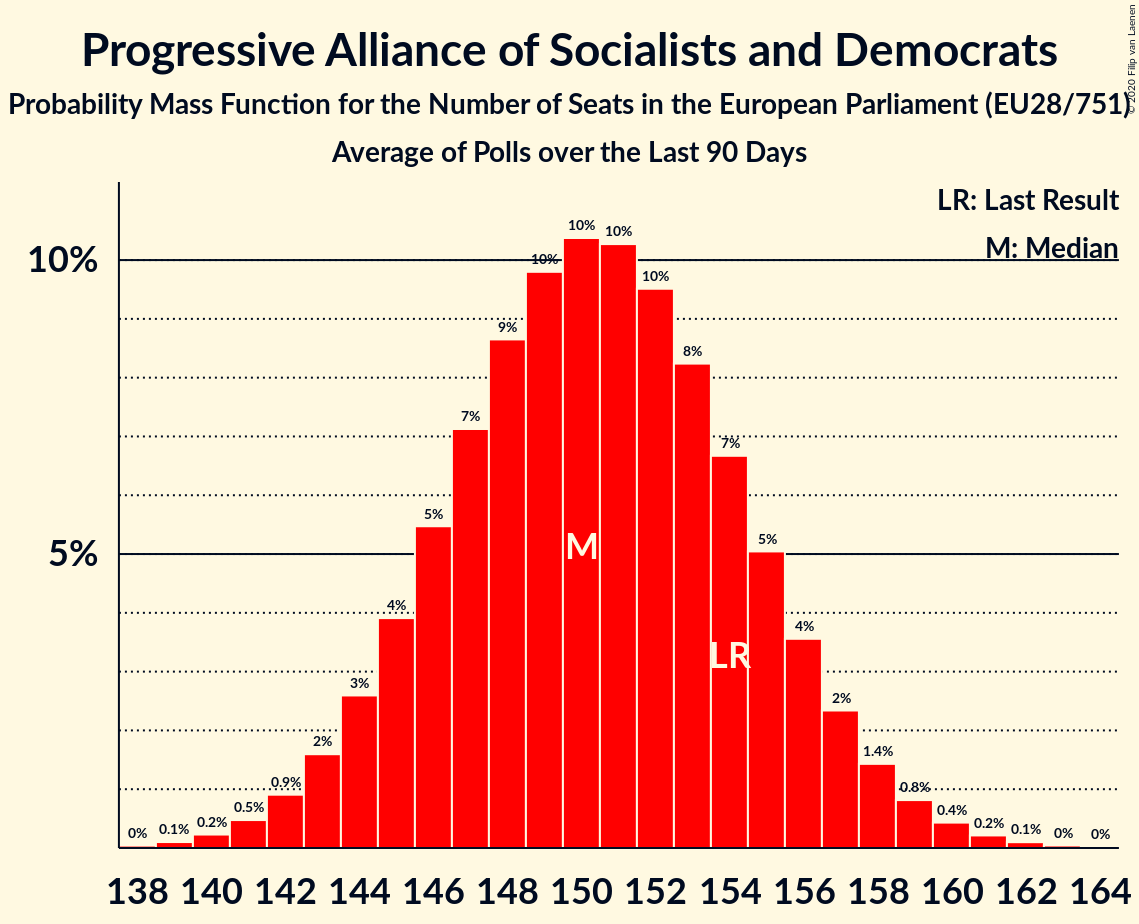 Progressive Alliance of Socialists and Democrats
Probability Mass Function for the Number of Seats in the European Parliament (EU28/751)
Average of Polls over the Last 90 Days
© 2020 Filip van Laenen
LR: Last Result
M: Median
10%
5%
0% 0.1% 0.2% 0.5% 0.9% 2% 3% 4% 5% 7% 9% 10% 10% 10% 10% 8% 7% 5% 4% 2% 1.4% 0.8% 0.4% 0.2% 0.1% 0% 0%
M
LR
138 140 142 144 146 148 150 152 154 156 158 160 162 164